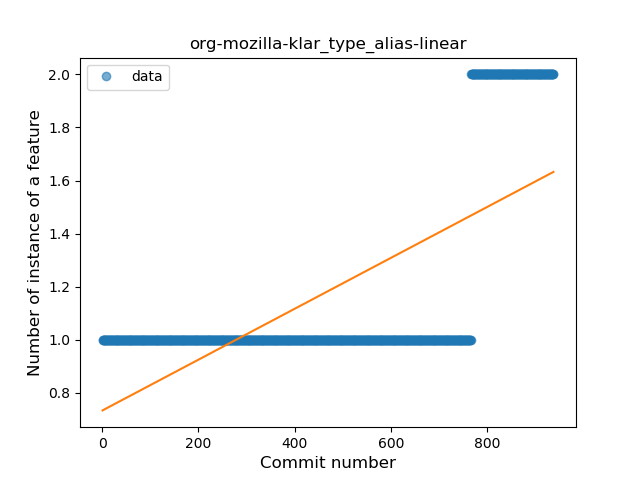 org-mozilla-klar_type_alias-linear
data
Number of instance of a feature
2.0
1.8
1.6
1.4
1.2
1.0
0.8
0 200 400 600 800
Commit number